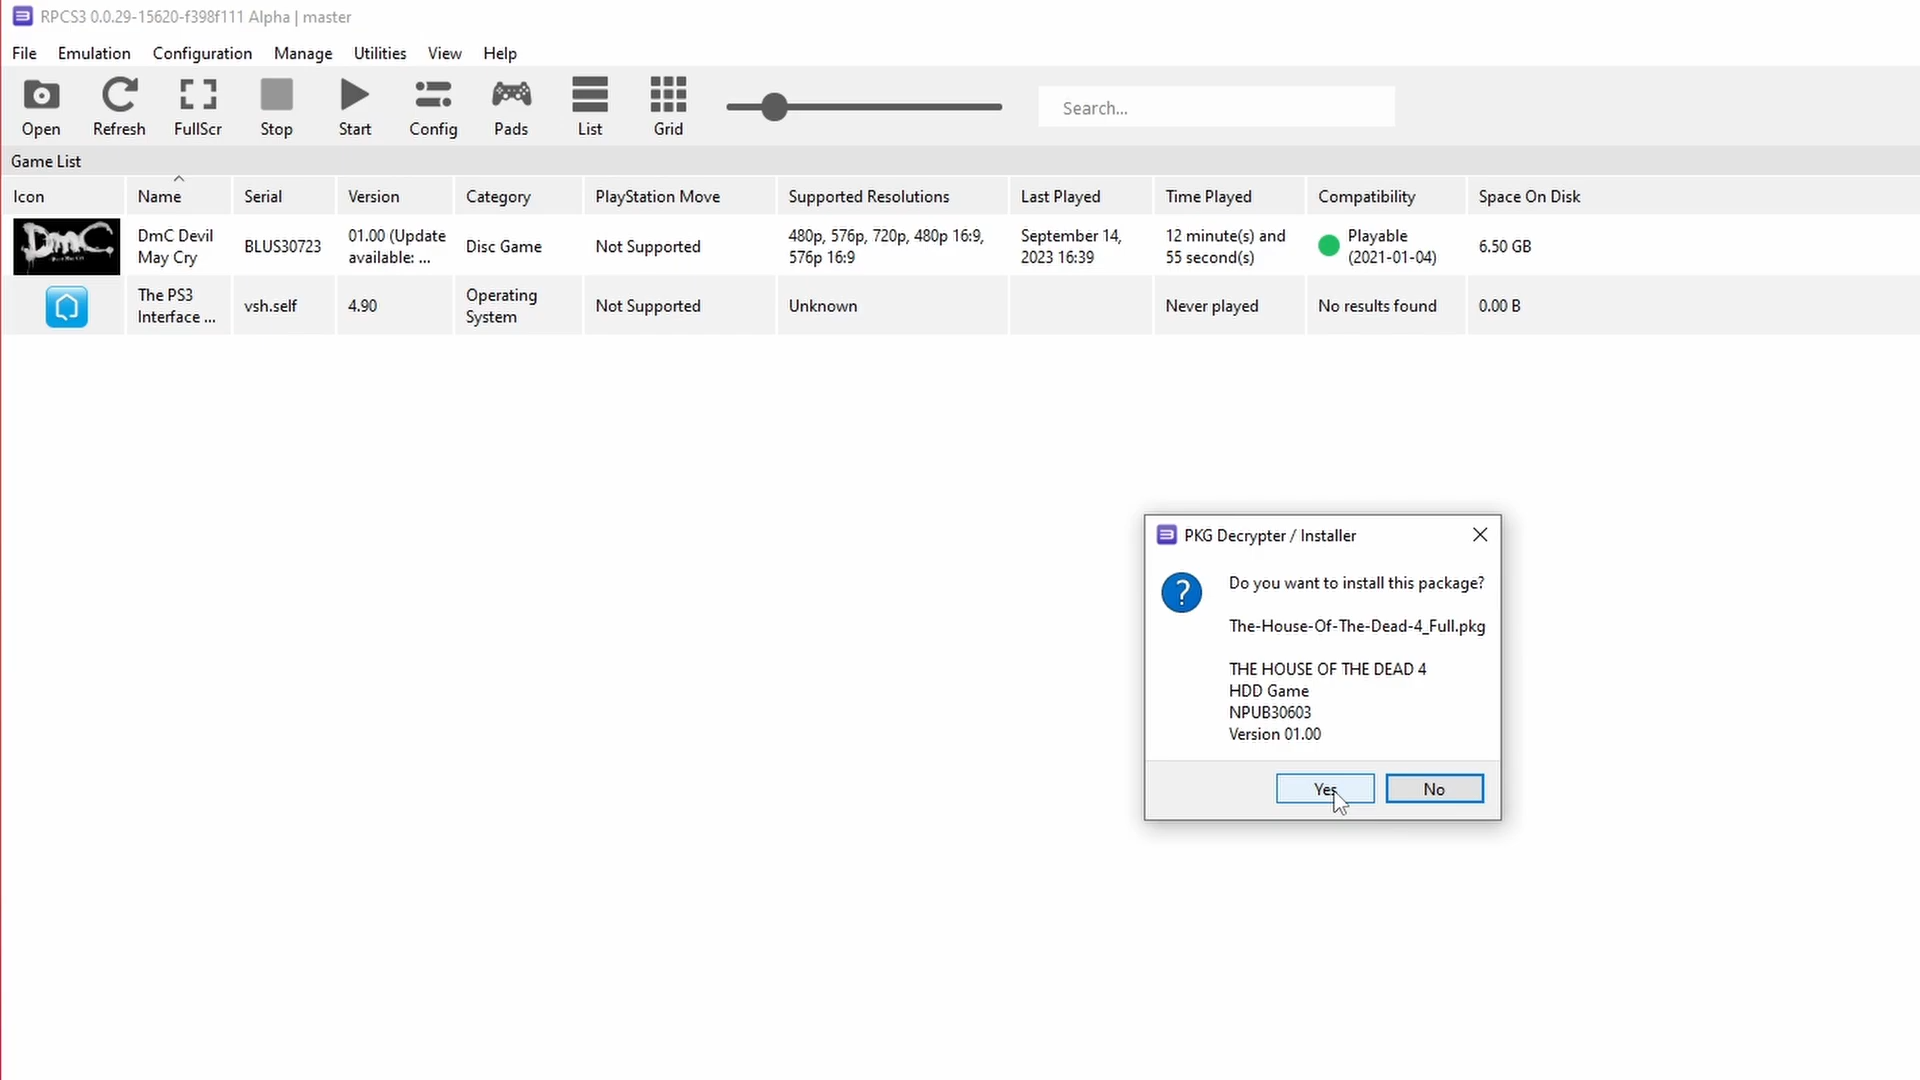 RPCS3 0.0.29-15620-f398f111 Alpha | master
File Emulation Configuration Manage Utilities View Help
Open Refresh FullScr Stop Start Config Pads List Grid Search...
Game List
Icon Name Serial Version Category PlayStation Move Supported Resolutions Last Played Time Played Compatibility Space On Disk
DmC
DmC Devil
May Cry
BLUS30723
01.00 (Update
available: ...
Disc Game
Not Supported
480p, 576p, 720p, 480p 16:9,
576p 16:9
September 14,
2023 16:39
12 minute(s) and
55 second(s)
Playable
(2021-01-04)
6.50 GB
The PS3
Interface ...
vsh.self
4.90
Operating
System
Not Supported
Unknown
Never played
No results found
0.00 B
PKG Decrypter / Installer
Do you want to install this package?
The-House-Of-The-Dead-4_Full.pkg
THE HOUSE OF THE DEAD 4
HDD Game
NPUB30603
Version 01.00
Yes No